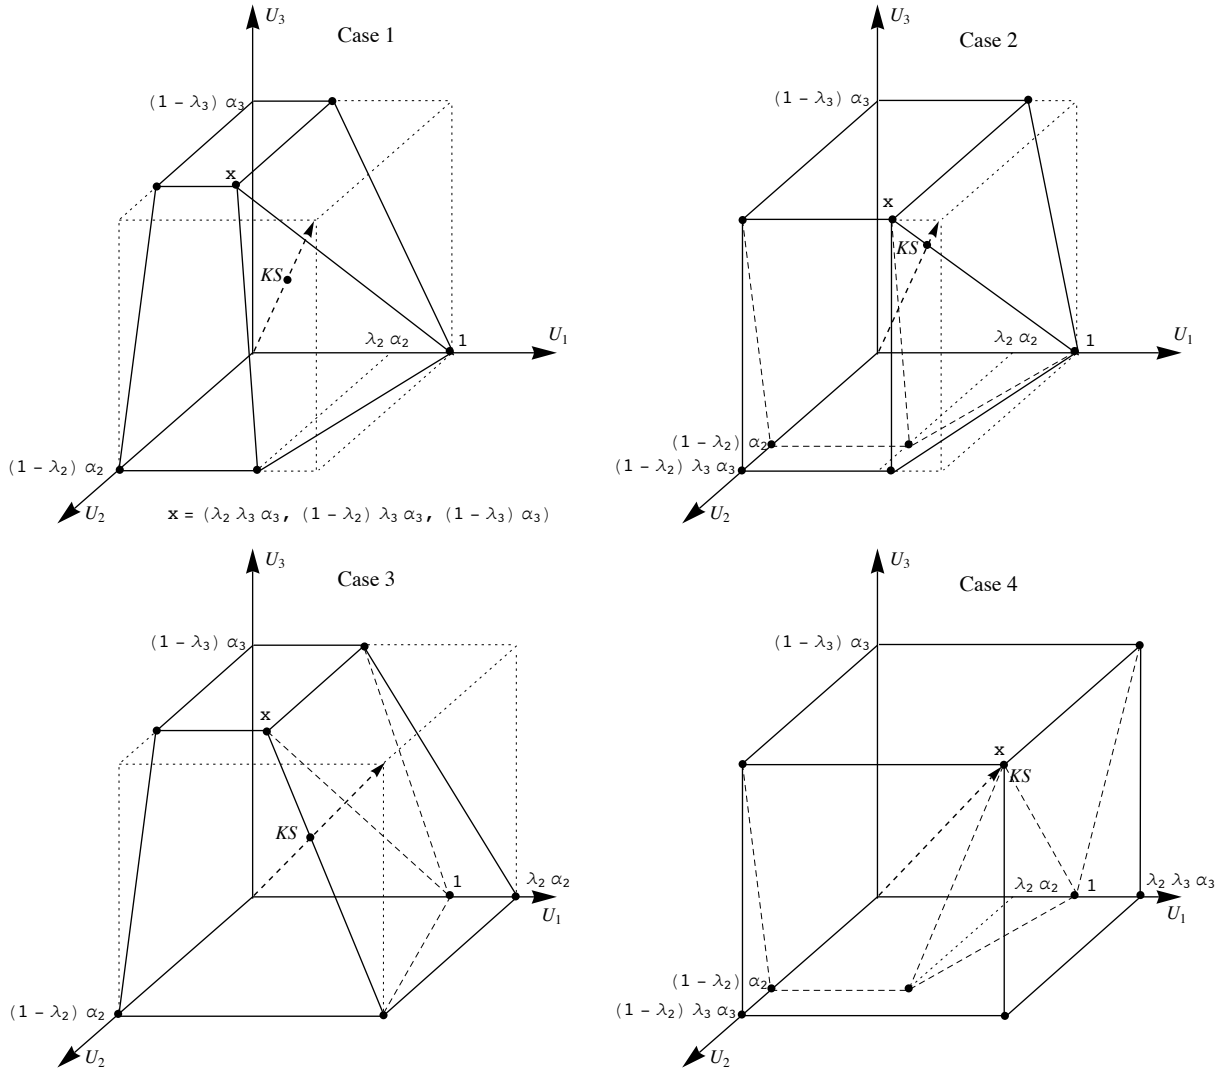 U₃
Case 1
(1 - λ₃) α₃
x
KS
λ₂ α₂
1
U₁
(1 - λ₂) α₂
U₂
x = (λ₂ λ₃ α₃, (1 - λ₂) λ₃ α₃, (1 - λ₃) α₃)
U₃
Case 2
(1 - λ₃) α₃
x
KS
λ₂ α₂
1
U₁
(1 - λ₂) α₂
(1 - λ₂) λ₃ α₃
U₂
U₃
Case 3
(1 - λ₃) α₃
x
KS
1
λ₂ α₂
U₁
(1 - λ₂) α₂
U₂
U₃
Case 4
(1 - λ₃) α₃
x
KS
λ₂ α₂
1
λ₂ λ₃ α₃
U₁
(1 - λ₂) α₂
(1 - λ₂) λ₃ α₃
U₂